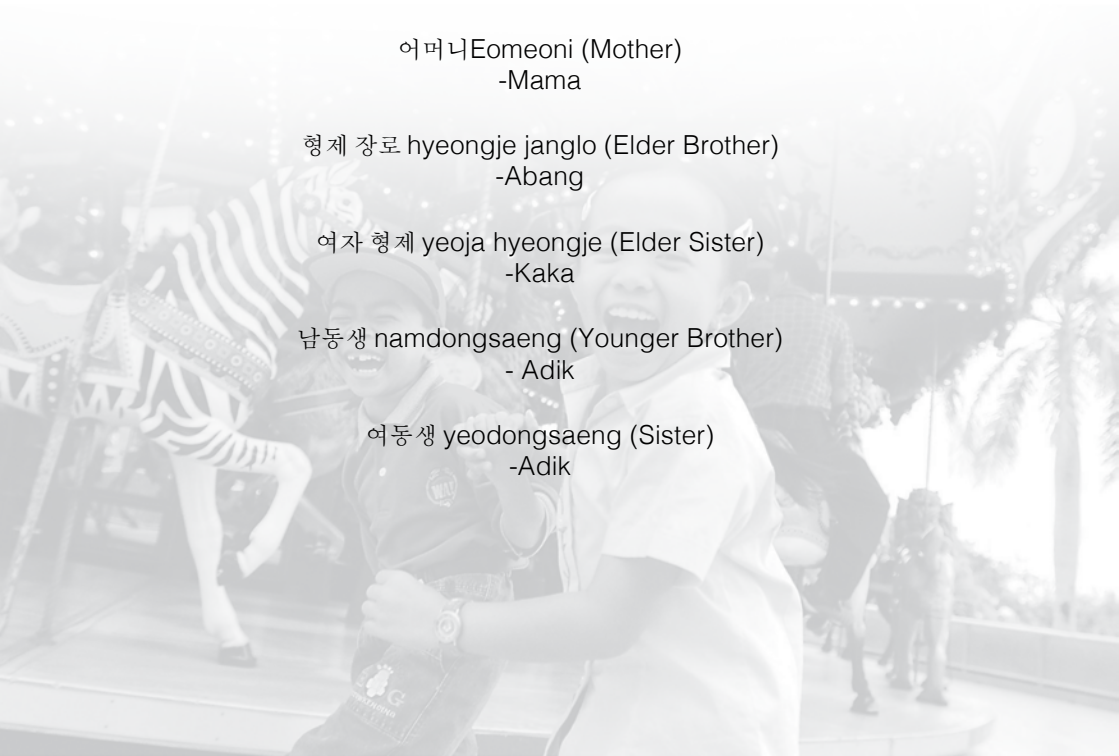 어머니Eomeoni (Mother)
-Mama
형제 장로 hyeongje janglo (Elder Brother)
-Abang
여자 형제 yeoja hyeongje (Elder Sister)
-Kaka
남동생 namdongsaeng (Younger Brother)
- Adik
여동생 yeodongsaeng (Sister)
-Adik